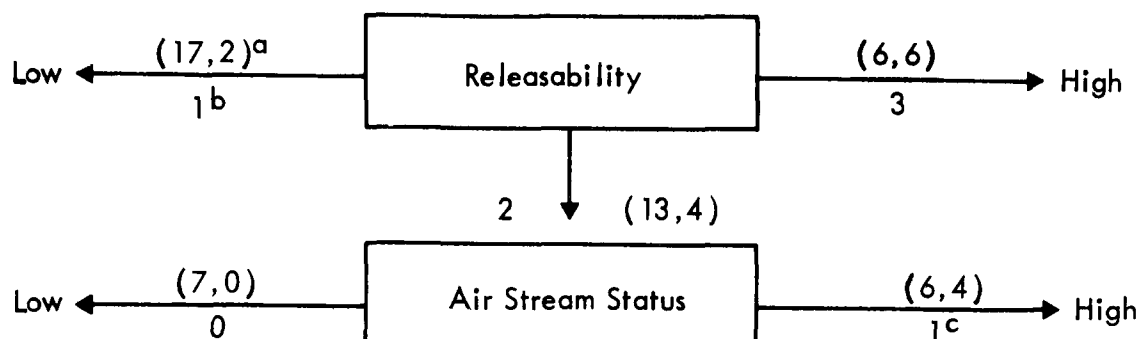 (17,2)ᵃ (6,6)
Low Releasability High
1ᵇ 3
2 (13,4)
(7,0) (6,4)
Low Air Stream Status High
0 1ᶜ